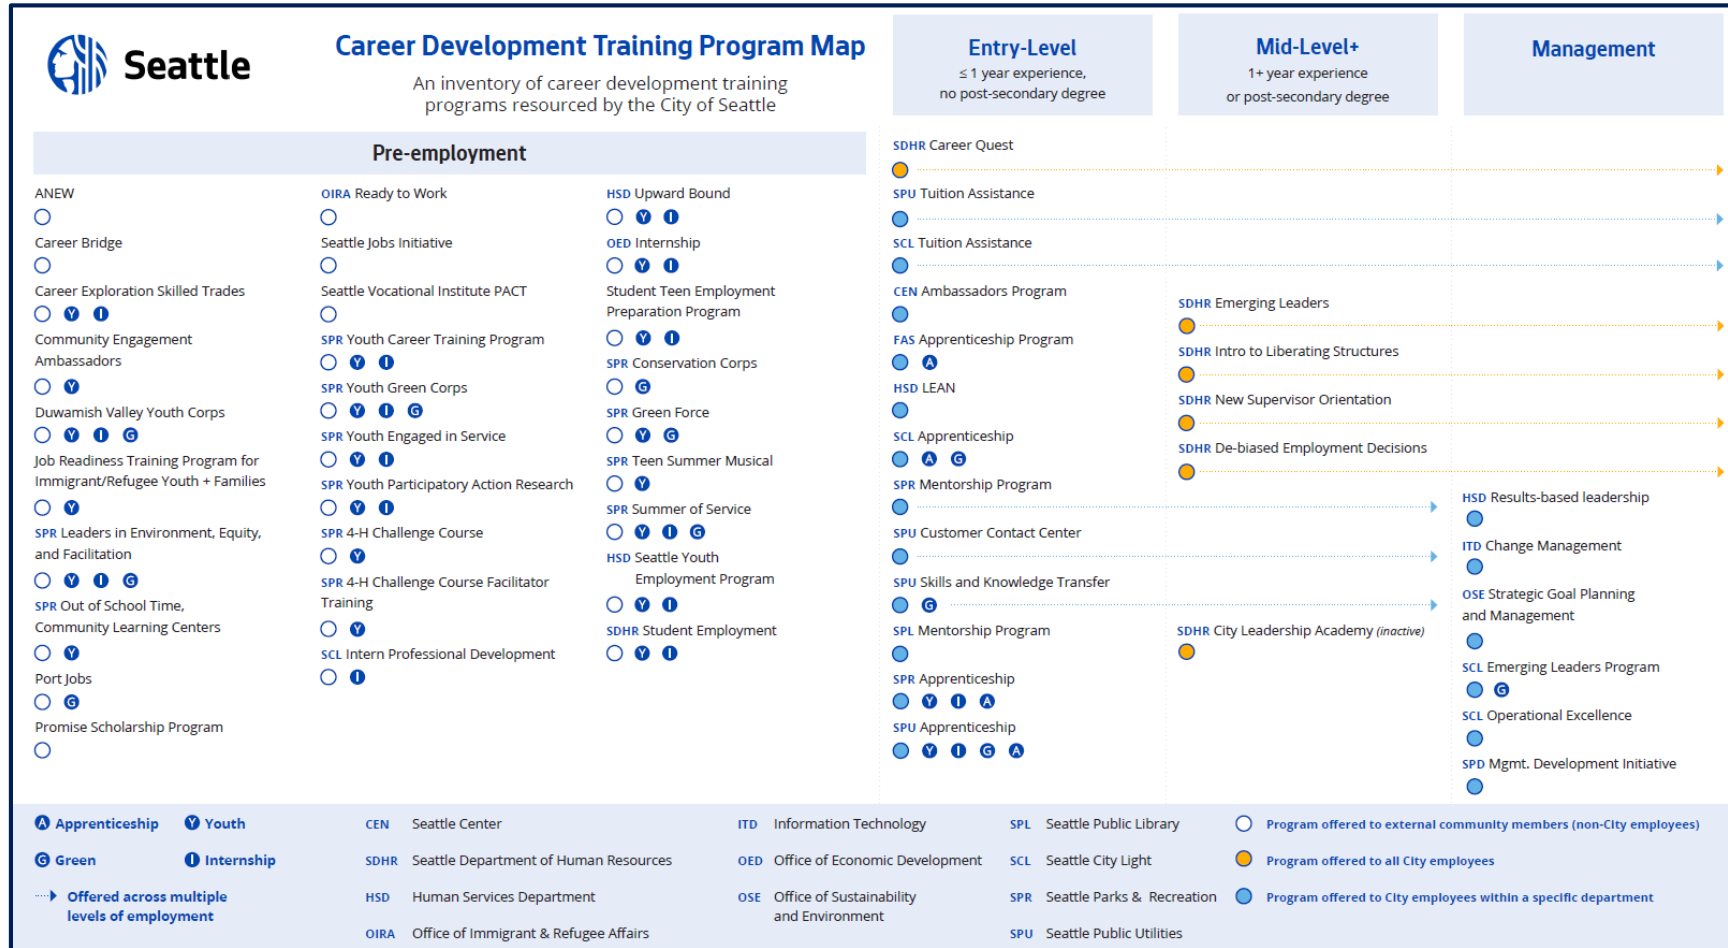 Seattle
Career Development Training Program Map
An inventory of career development training
programs resourced by the City of Seattle
Entry-Level
≤ 1 year experience,
no post-secondary degree
Mid-Level+
1+ year experience
or post-secondary degree
Management
Pre-employment
ANEW
Career Bridge
Career Exploration Skilled Trades
Y I
Community Engagement
Ambassadors
Y
Duwamish Valley Youth Corps
Y I G
Job Readiness Training Program for
Immigrant/Refugee Youth + Families
Y
SPR Leaders in Environment, Equity,
and Facilitation
Y I G
SPR Out of School Time,
Community Learning Centers
Y
Port Jobs
G
Promise Scholarship Program
OIRA Ready to Work
Seattle Jobs Initiative
Seattle Vocational Institute PACT
SPR Youth Career Training Program
Y I
SPR Youth Green Corps
Y I G
SPR Youth Engaged in Service
Y I
SPR Youth Participatory Action Research
Y I
SPR 4-H Challenge Course
Y
SPR 4-H Challenge Course Facilitator
Training
Y
SCL Intern Professional Development
I
HSD Upward Bound
Y I
OED Internship
Y I
Student Teen Employment
Preparation Program
Y I
SPR Conservation Corps
G
SPR Green Force
Y G
SPR Teen Summer Musical
Y
SPR Summer of Service
Y I G
HSD Seattle Youth
Employment Program
Y I
SDHR Student Employment
Y I
SDHR Career Quest
SPU Tuition Assistance
SCL Tuition Assistance
CEN Ambassadors Program
FAS Apprenticeship Program
A
HSD LEAN
SCL Apprenticeship
A G
SPR Mentorship Program
SPU Customer Contact Center
SPU Skills and Knowledge Transfer
G
SPL Mentorship Program
SPR Apprenticeship
Y I A
SPU Apprenticeship
Y I G A
SDHR Emerging Leaders
SDHR Intro to Liberating Structures
SDHR New Supervisor Orientation
SDHR De-biased Employment Decisions
SDHR City Leadership Academy (inactive)
HSD Results-based leadership
ITD Change Management
OSE Strategic Goal Planning
and Management
SCL Emerging Leaders Program
G
SCL Operational Excellence
SPD Mgmt. Development Initiative
A Apprenticeship
Y Youth
G Green
I Internship
Offered across multiple
levels of employment
CEN Seattle Center
SDHR Seattle Department of Human Resources
HSD Human Services Department
OIRA Office of Immigrant & Refugee Affairs
ITD Information Technology
OED Office of Economic Development
OSE Office of Sustainability
and Environment
SPL Seattle Public Library
SCL Seattle City Light
SPR Seattle Parks & Recreation
SPU Seattle Public Utilities
Program offered to external community members (non-City employees)
Program offered to all City employees
Program offered to City employees within a specific department